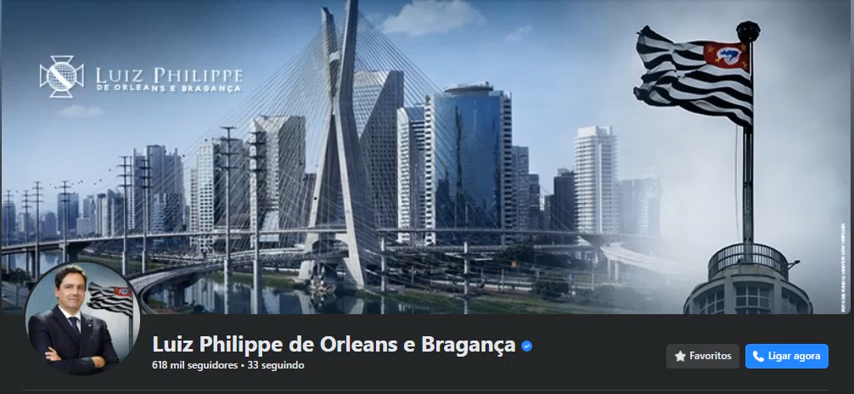 LUIZ PHILIPPE
DE ORLEANS E BRAGANÇA
Luiz Philippe de Orleans e Bragança
618 mil seguidores • 33 seguindo
Favoritos
Ligar agora